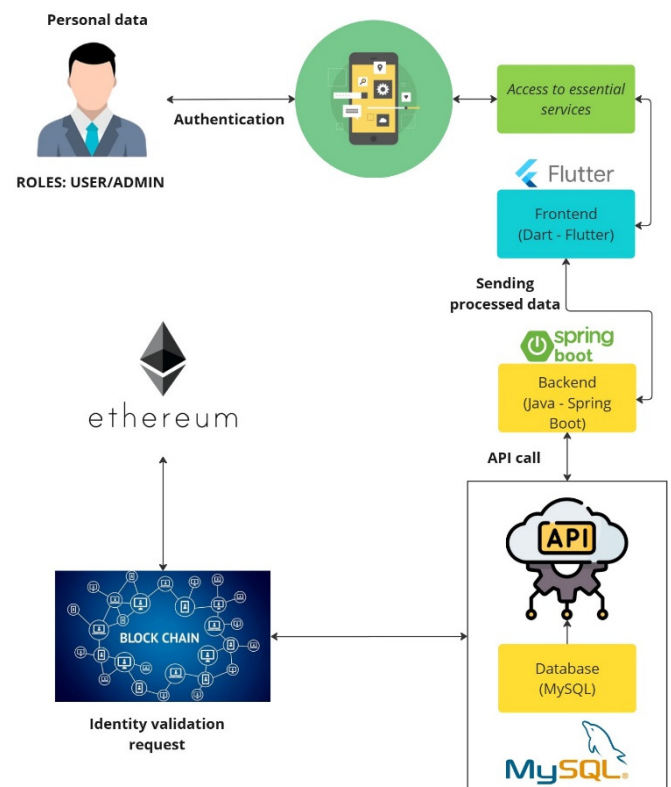 Personal data
Authentication
ROLES: USER/ADMIN
Access to essential
services
Flutter
Frontend
(Dart - Flutter)
Sending
processed data
spring
boot
Backend
(Java - Spring
Boot)
API call
ethereum
API
BLOCK CHAIN
Identity validation
request
Database
(MySQL)
MySQL®